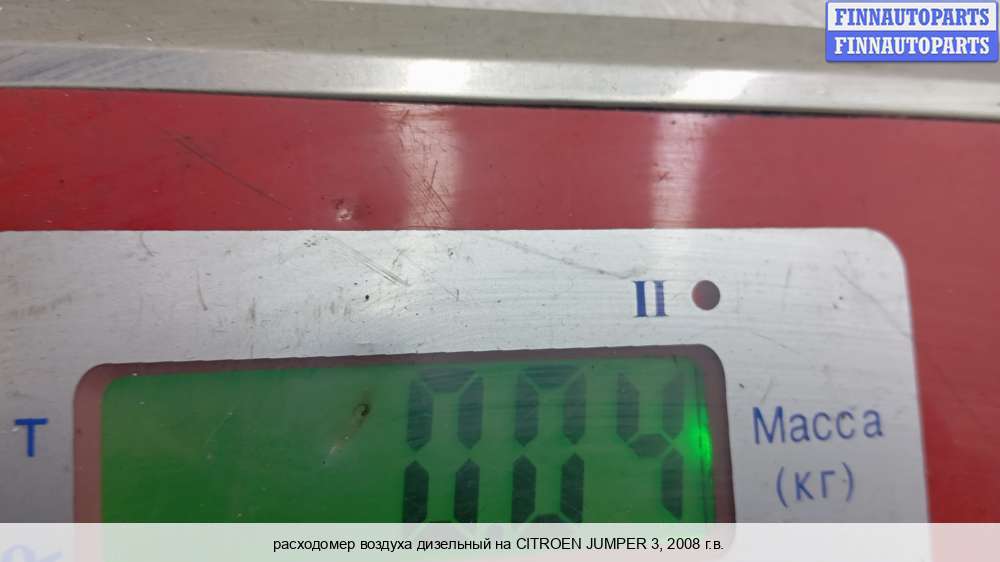 FINNAUTOPARTS
FINNAUTOPARTS
II
Т
Масса
(кг)
расходомер воздуха дизельный на CITROEN JUMPER 3, 2008 г.в.